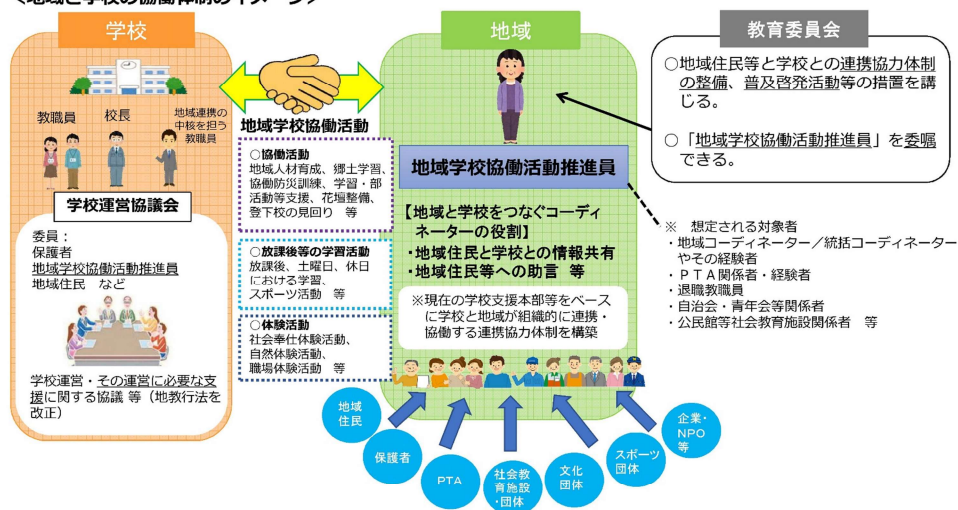 ＜地域と学校の協働体制のイメージ＞
学校
教職員
校長
地域連携の
中核を担う
教職員
学校運営協議会
委員：
保護者
地域学校協働活動推進員
地域住民　など
学校運営・その運営に必要な支
援に関する協議 等（地教行法を
改正）
地域学校協働活動
○協働活動
地域人材育成、郷土学習、
協働防災訓練、学習・部
活動等支援、花壇整備、
登下校の見回り　等
○放課後等の学習活動
放課後、土曜日、休日
における学習、
スポーツ活動　等
○体験活動
社会奉仕体験活動、
自然体験活動、
職場体験活動　等
地域
地域学校協働活動推進員
【地域と学校をつなぐコーディ
ネーターの役割】
・地域住民と学校との情報共有
・地域住民等への助言　等
※現在の学校支援本部等をベース
に学校と地域が組織的に連携・
協働する連携協力体制を構築
地域
住民
保護者
PTA
社会教
育施設
・団体
文化
団体
スポーツ
団体
企業・
NPO
等
教育委員会
○地域住民等と学校との連携協力体制
の整備、普及啓発活動等の措置を講
じる。
○「地域学校協働活動推進員」を委嘱
できる。
※　想定される対象者
・地域コーディネーター／統括コーディネーター
やその経験者
・ＰＴＡ関係者・経験者
・退職教職員
・自治会・青年会等関係者
・公民館等社会教育施設関係者　等